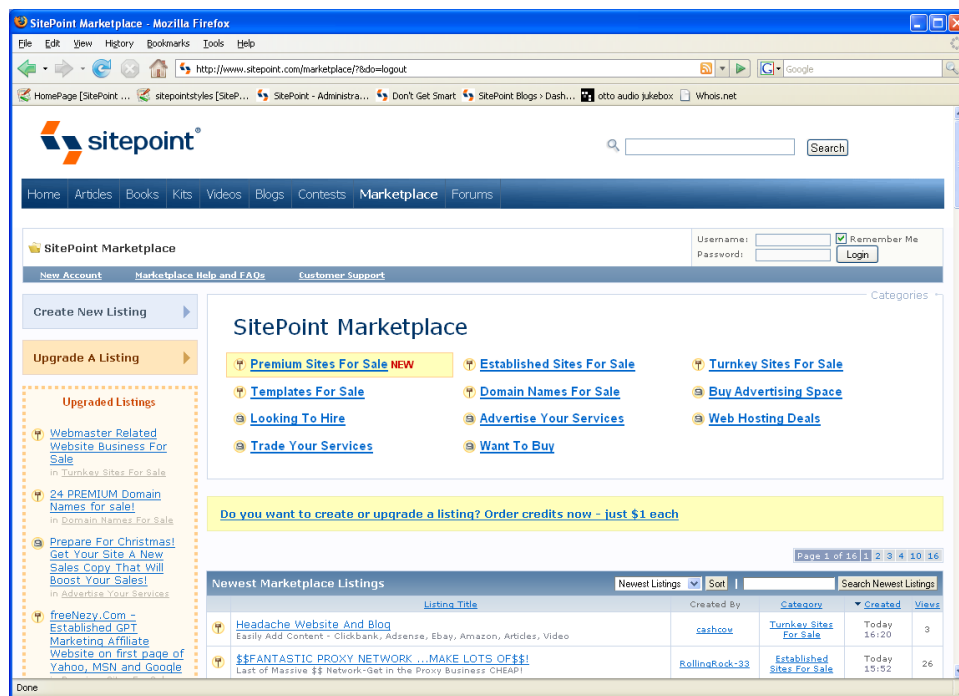 SitePoint Marketplace - Mozilla Firefox
File Edit View History Bookmarks Tools Help
http://www.sitepoint.com/marketplace/?&do=logout
Google
HomePage [SitePoint ... sitepointstyles [SiteP... SitePoint - Administra... Don't Get Smart SitePoint Blogs › Dash... otto audio jukebox Whois.net
sitepoint®
Search
Home Articles Books Kits Videos Blogs Contests Marketplace Forums
SitePoint Marketplace
Username: Remember Me
Password: Login
New Account Marketplace Help and FAQs Customer Support
Categories
Create New Listing
Upgrade A Listing
Upgraded Listings
Webmaster Related
Website Business For
Sale
in Turnkey Sites For Sale
24 PREMIUM Domain
Names for sale!
in Domain Names For Sale
Prepare For Christmas!
Get Your Site A New
Sales Copy That Will
Boost Your Sales!
in Advertise Your Services
freeNezy.Com -
Established GPT
Marketing Affiliate
Website on first page of
Yahoo, MSN and Google
SitePoint Marketplace
Premium Sites For Sale NEW Established Sites For Sale Turnkey Sites For Sale
Templates For Sale Domain Names For Sale Buy Advertising Space
Looking To Hire Advertise Your Services Web Hosting Deals
Trade Your Services Want To Buy
Do you want to create or upgrade a listing? Order credits now - just $1 each
Page 1 of 16 1 2 3 4 10 16
Newest Marketplace Listings Newest Listings Sort | Search Newest Listings
Listing Title Created By Category Created Views
Headache Website And Blog
Easily Add Content - Clickbank, Adsense, Ebay, Amazon, Articles, Video
cashcow
Turnkey Sites
For Sale
Today
16:20
3
$$FANTASTIC PROXY NETWORK ...MAKE LOTS OF$$!
Last of Massive $$ Network-Get in the Proxy Business CHEAP!
RollingRock-33
Established
Sites For Sale
Today
15:52
26
Done